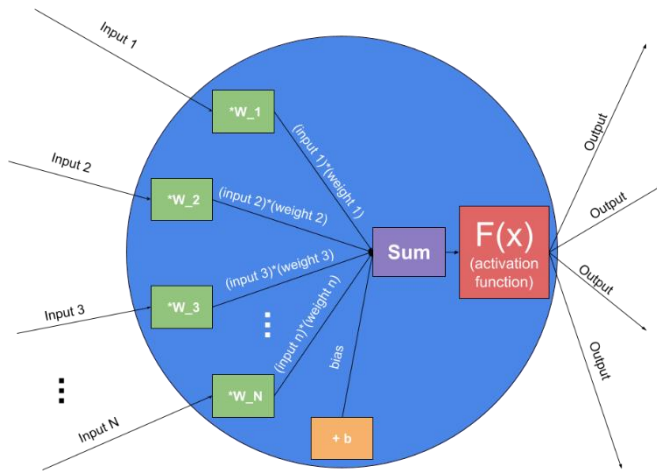 Input 1
*W_1
(input 1)*(weight 1)
Input 2
*W_2
(input 2)*(weight 2)
Input 3
*W_3
(input 3)*(weight 3)
Input N
*W_N
(input n)*(weight n)
+ b
bias
Sum
F(x)
(activation
function)
Output
Output
Output
Output